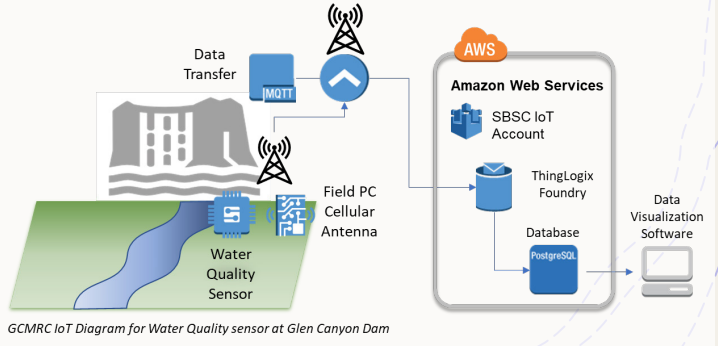 Data
Transfer
MQTT
AWS
Amazon Web Services
SBSC IoT
Account
ThingLogix
Foundry
Database
PostgreSQL
Data
Visualization
Software
Field PC
Cellular
Antenna
Water
Quality
Sensor
GCMRC IoT Diagram for Water Quality sensor at Glen Canyon Dam